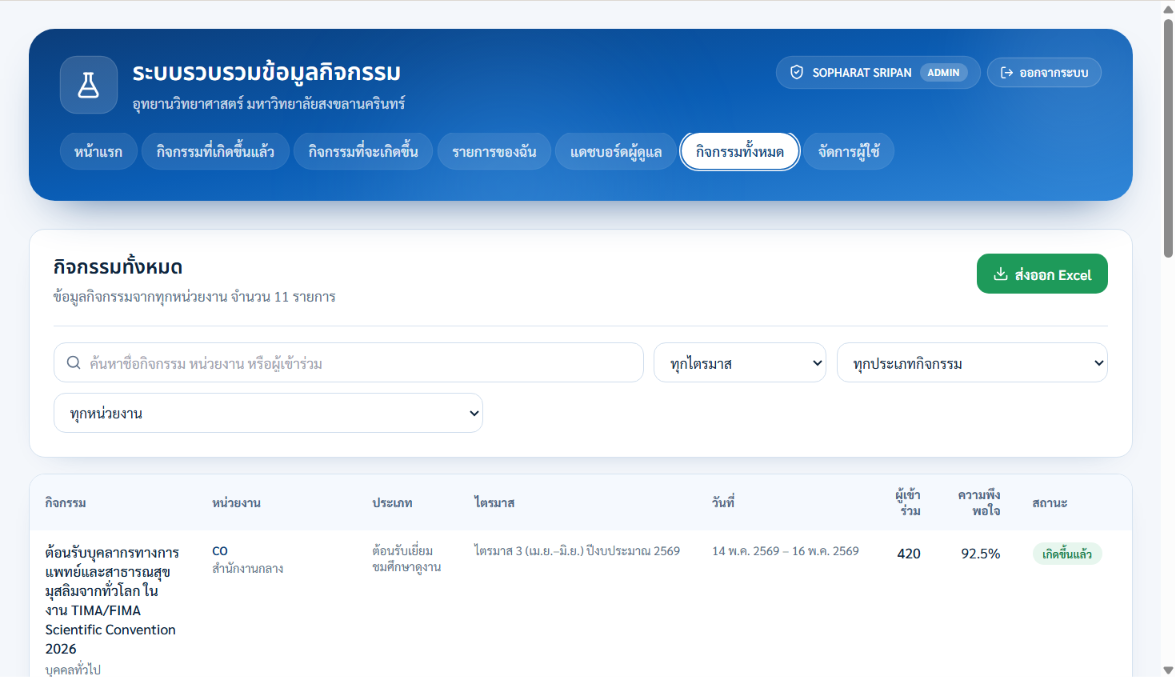 ระบบรวบรวมข้อมูลกิจกรรม
อุทยานวิทยาศาสตร์ มหาวิทยาลัยสงขลานครินทร์
SOPHARAT SRIPAN ADMIN
ออกจากระบบ
หน้าแรก กิจกรรมที่เกิดขึ้นแล้ว กิจกรรมที่จะเกิดขึ้น รายการของฉัน แดชบอร์ดผู้ดูแล กิจกรรมทั้งหมด จัดการผู้ใช้
กิจกรรมทั้งหมด
ข้อมูลกิจกรรมจากทุกหน่วยงาน จำนวน 11 รายการ
ส่งออก Excel
ค้นหาชื่อกิจกรรม หน่วยงาน หรือผู้เข้าร่วม
ทุกไตรมาส
ทุกประเภทกิจกรรม
ทุกหน่วยงาน
กิจกรรม
หน่วยงาน
ประเภท
ไตรมาส
วันที่
ผู้เข้า
ร่วม
ความพึง
พอใจ
สถานะ
ต้อนรับบุคลากรทางการ
แพทย์และสาธารณสุข
มุสลิมจากทั่วโลก ใน
งาน TIMA/FIMA
Scientific Convention
2026
บุคคลทั่วไป
CO
สำนักงานกลาง
ต้อนรับเยี่ยม
ชมศึกษาดูงาน
ไตรมาส 3 (เม.ย.–มิ.ย.) ปีงบประมาณ 2569
14 พ.ค. 2569 – 16 พ.ค. 2569
420
92.5%
เกิดขึ้นแล้ว